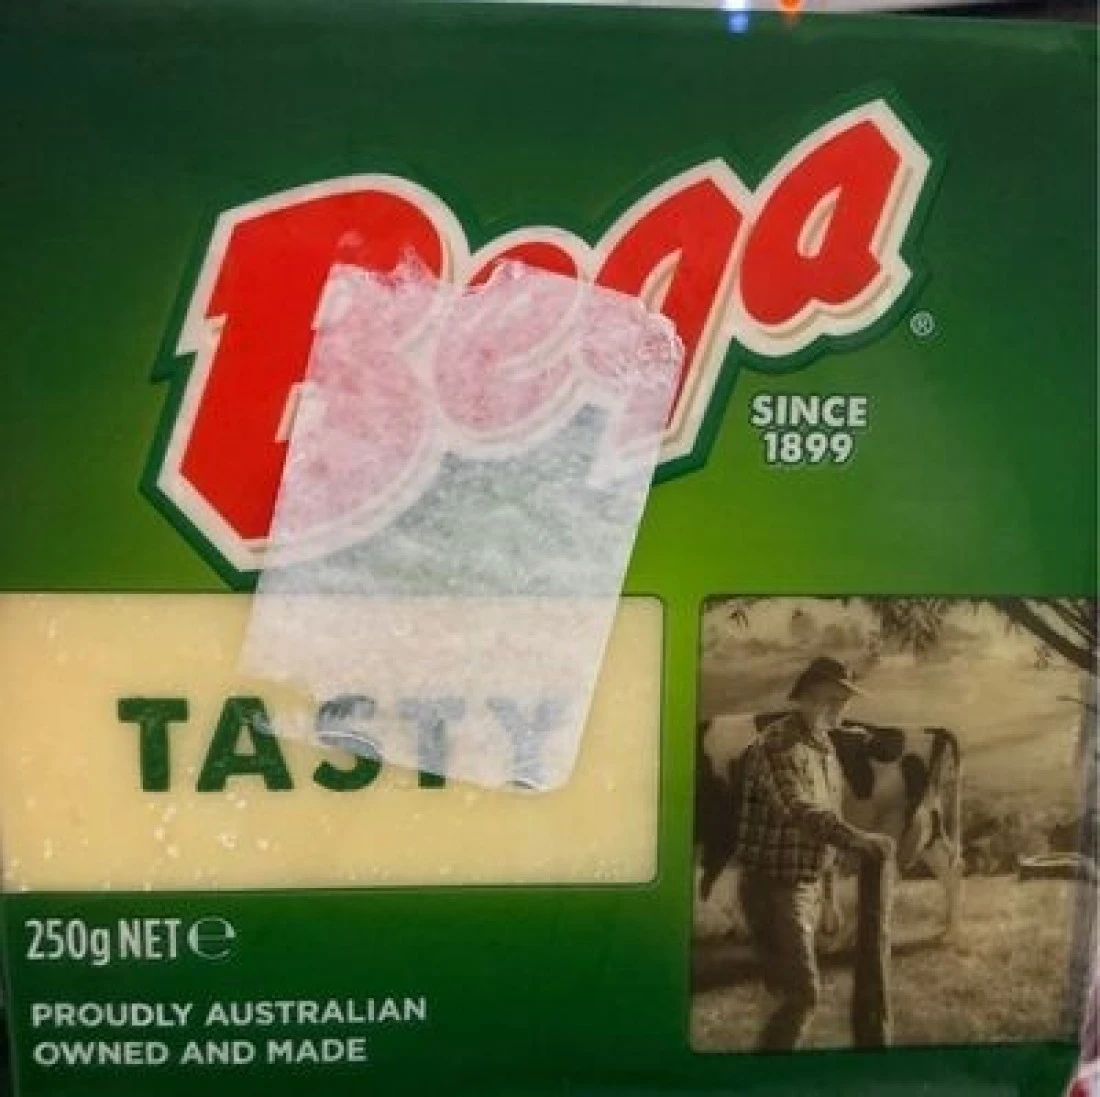 Bega®
SINCE
1899
TASTY
250g NET ℮
PROUDLY AUSTRALIAN
OWNED AND MADE